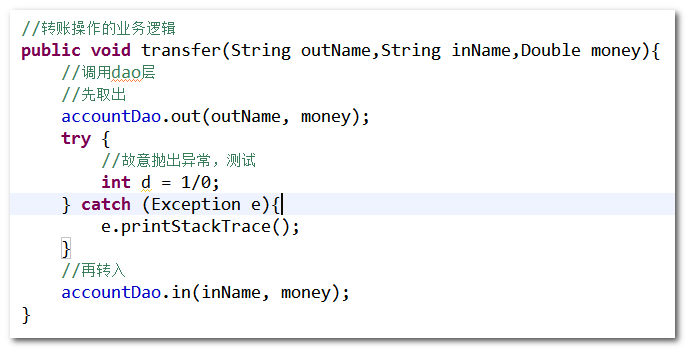 //转账操作的业务逻辑
public void transfer(String outName,String inName,Double money){
//调用dao层
//先取出
accountDao.out(outName, money);
try {
//故意抛出异常，测试
int d = 1/0;
} catch (Exception e){
e.printStackTrace();
}
//再转入
accountDao.in(inName, money);
}